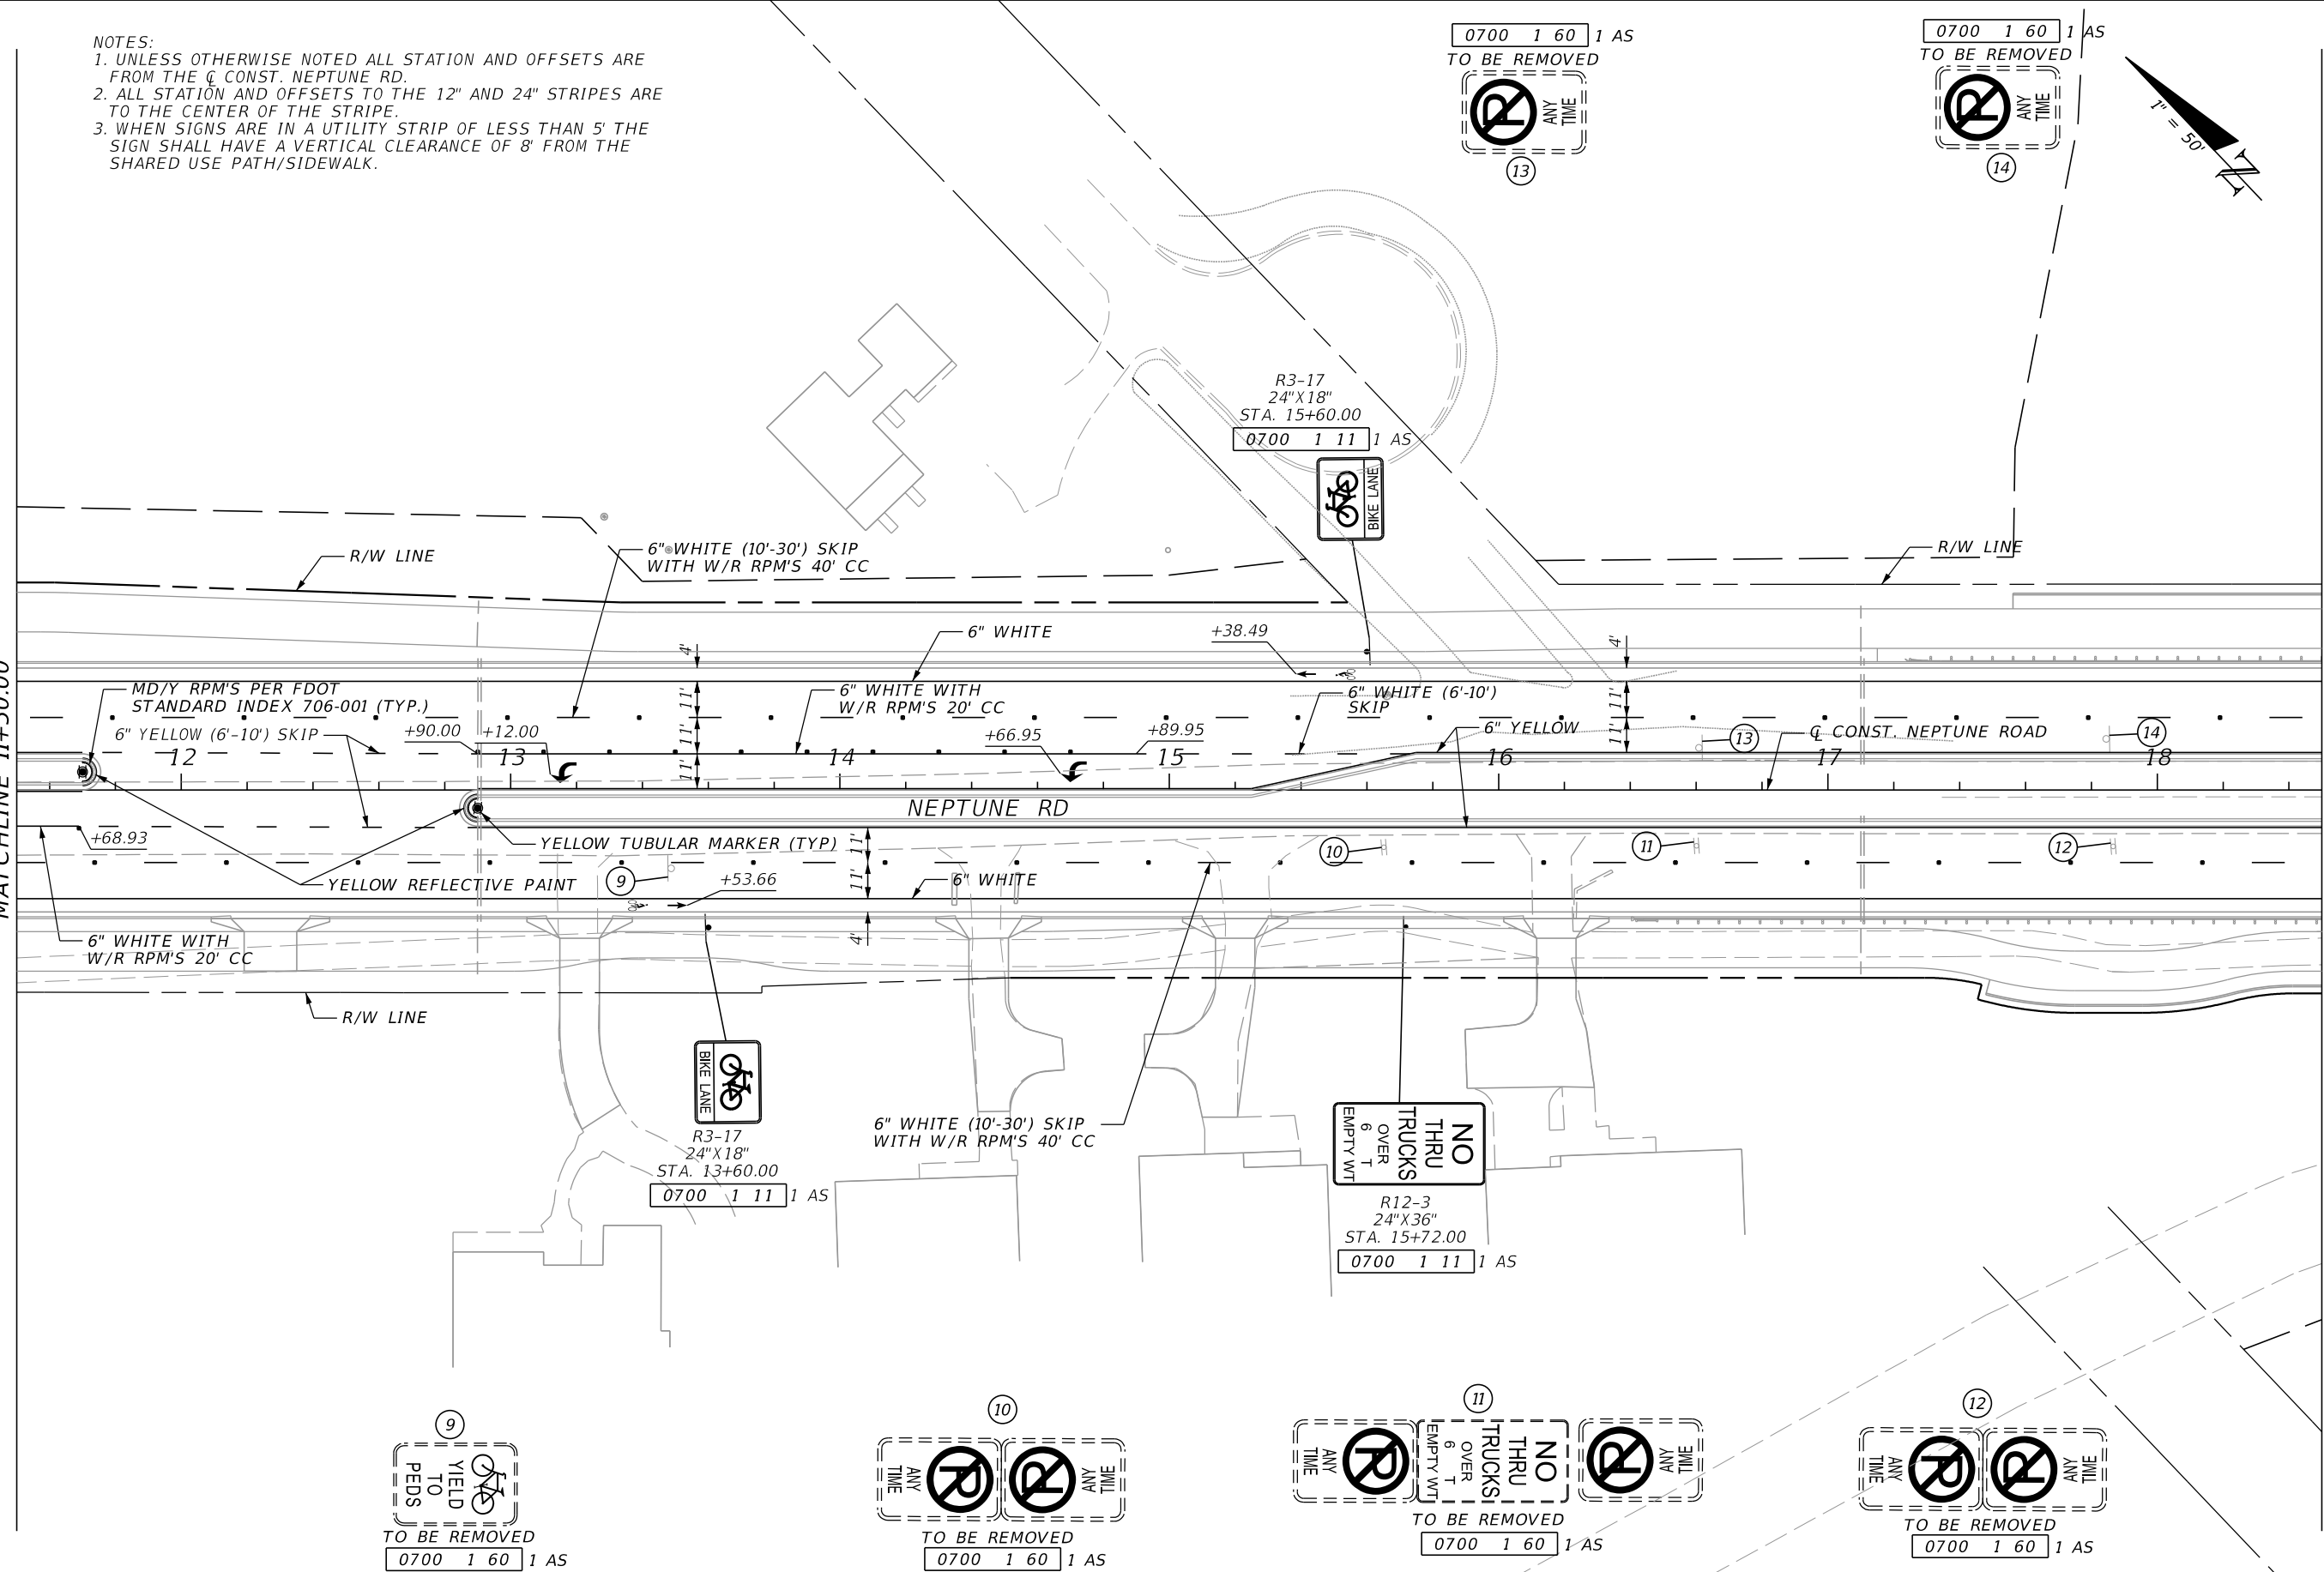 NOTES:
1. UNLESS OTHERWISE NOTED ALL STATION AND OFFSETS ARE
FROM THE ℄ CONST. NEPTUNE RD.
2. ALL STATION AND OFFSETS TO THE 12" AND 24" STRIPES ARE
TO THE CENTER OF THE STRIPE.
3. WHEN SIGNS ARE IN A UTILITY STRIP OF LESS THAN 5' THE
SIGN SHALL HAVE A VERTICAL CLEARANCE OF 8' FROM THE
SHARED USE PATH/SIDEWALK.
0700 1 60 1 AS
TO BE REMOVED
P
ANY
TIME
13
0700 1 60 1 AS
TO BE REMOVED
P
ANY
TIME
14
1" = 50'
N
R3-17
24"X18"
STA. 15+60.00
0700 1 11 1 AS
BIKE LANE
R/W LINE
6" WHITE (10'-30') SKIP
WITH W/R RPM'S 40' CC
R/W LINE
6" WHITE
+38.49
4'
4'
MD/Y RPM'S PER FDOT
STANDARD INDEX 706-001 (TYP.)
6" YELLOW (6'-10') SKIP
+90.00
+12.00
11'
11'
11'
6" WHITE WITH
W/R RPM'S 20' CC
+66.95
+89.95
6" WHITE (6'-10')
SKIP
6" YELLOW
11'
11'
13
℄ CONST. NEPTUNE ROAD
14
12
13
14
15
16
17
18
NEPTUNE RD
+68.93
YELLOW TUBULAR MARKER (TYP)
11'
11'
4'
10
11
12
YELLOW REFLECTIVE PAINT
9
+53.66
6" WHITE
6" WHITE WITH
W/R RPM'S 20' CC
R/W LINE
BIKE LANE
R3-17
24"X18"
STA. 13+60.00
0700 1 11 1 AS
6" WHITE (10'-30') SKIP
WITH W/R RPM'S 40' CC
NO
THRU
TRUCKS
OVER
6 T
EMPTY WT
R12-3
24"X36"
STA. 15+72.00
0700 1 11 1 AS
9
YIELD
TO
PEDS
TO BE REMOVED
0700 1 60 1 AS
10
ANY
TIME
P
P
ANY
TIME
TO BE REMOVED
0700 1 60 1 AS
11
ANY
TIME
P
NO
THRU
TRUCKS
OVER
6 T
EMPTY WT
P
ANY
TIME
TO BE REMOVED
0700 1 60 1 AS
12
ANY
TIME
P
P
ANY
TIME
TO BE REMOVED
0700 1 60 1 AS